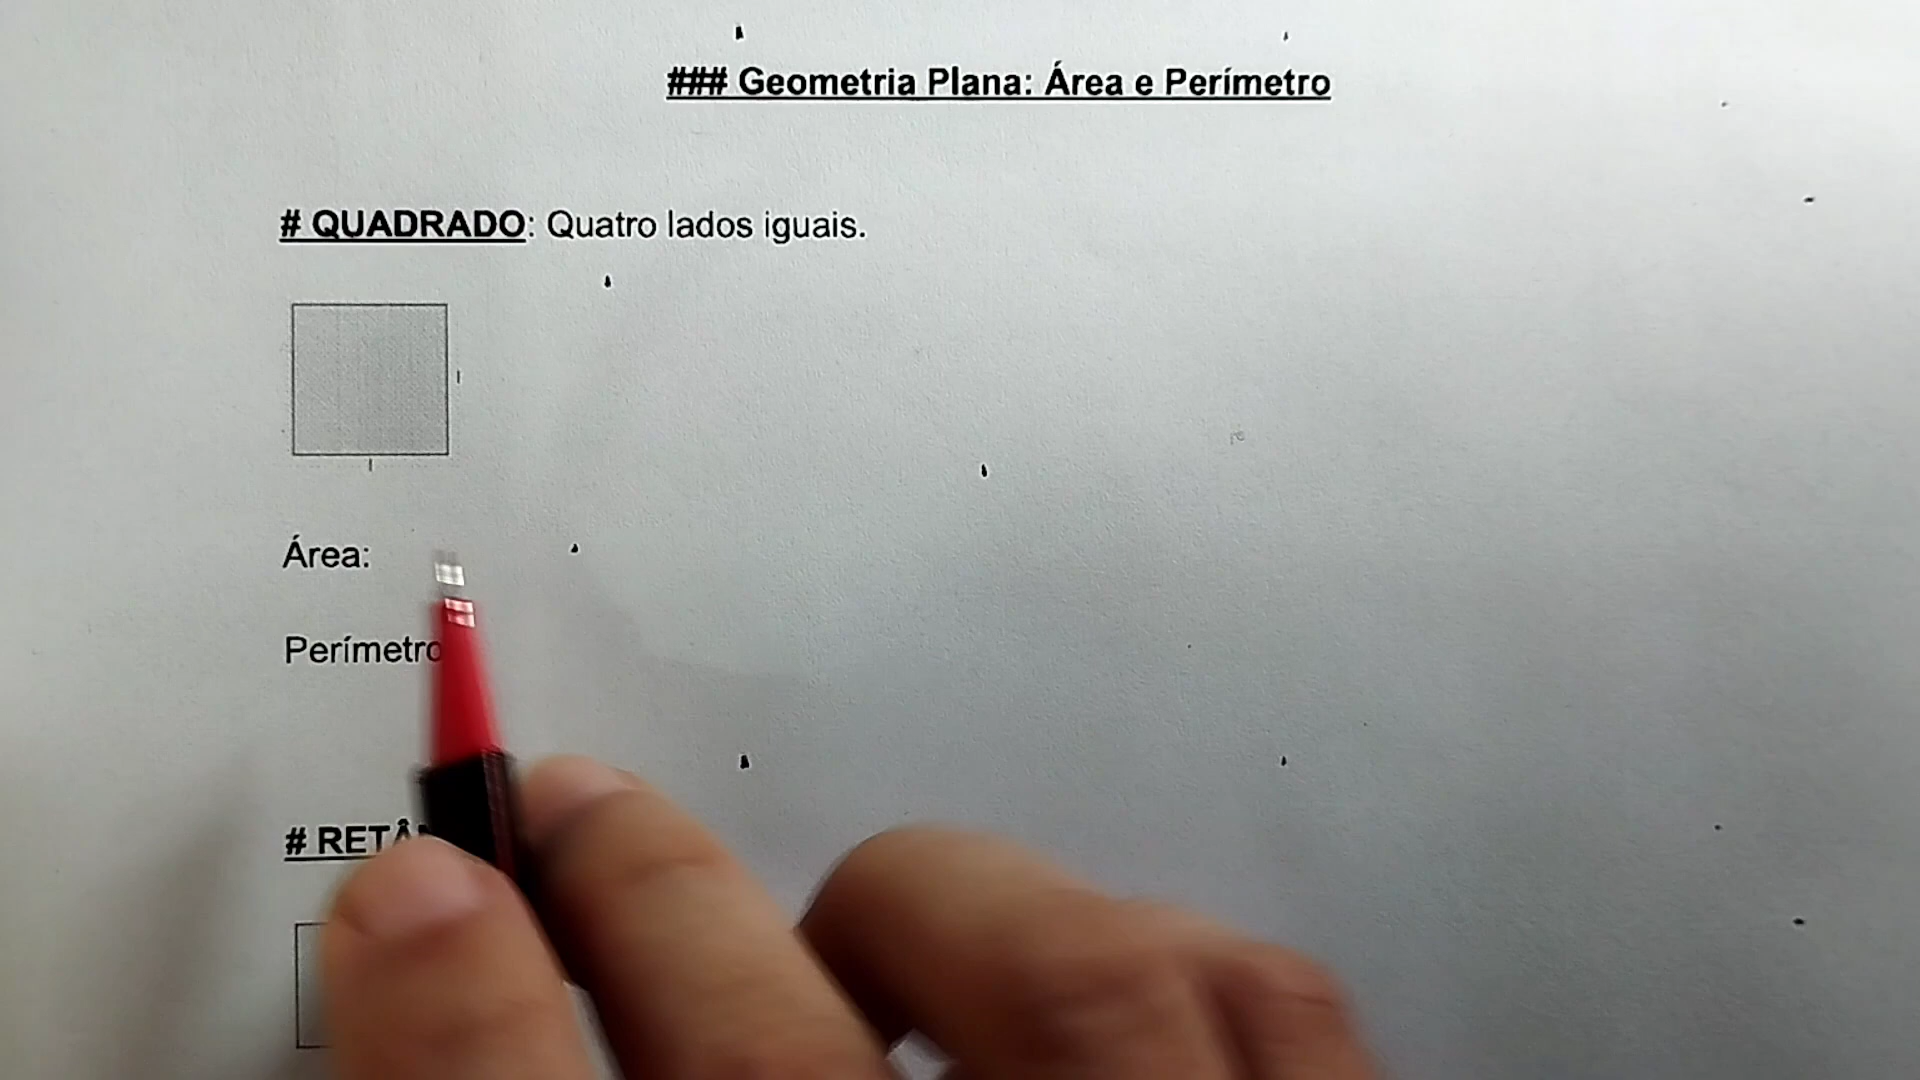 ### Geometria Plana: Área e Perímetro
# QUADRADO: Quatro lados iguais.
l
l
Área:
Perímetro
#